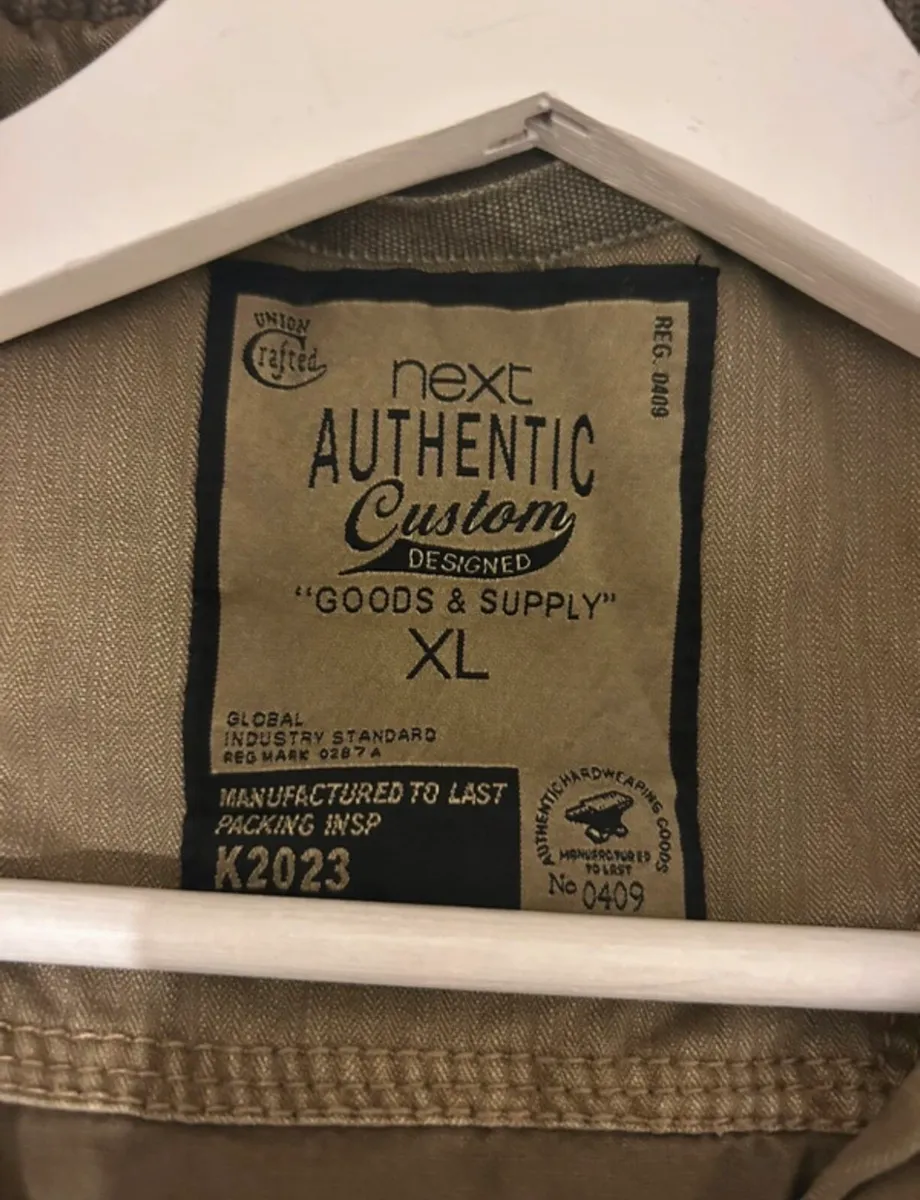 UNION
Crafted
REG. 0409
next
AUTHENTIC
Custom
DESIGNED
“GOODS & SUPPLY”
XL
GLOBAL
INDUSTRY STANDARD
REG MARK 0287A
MANUFACTURED TO LAST
PACKING INSP
K2023
AUTHENTIC HARDWEARING GOODS
MANUFACTURED
TO LAST
No 0409